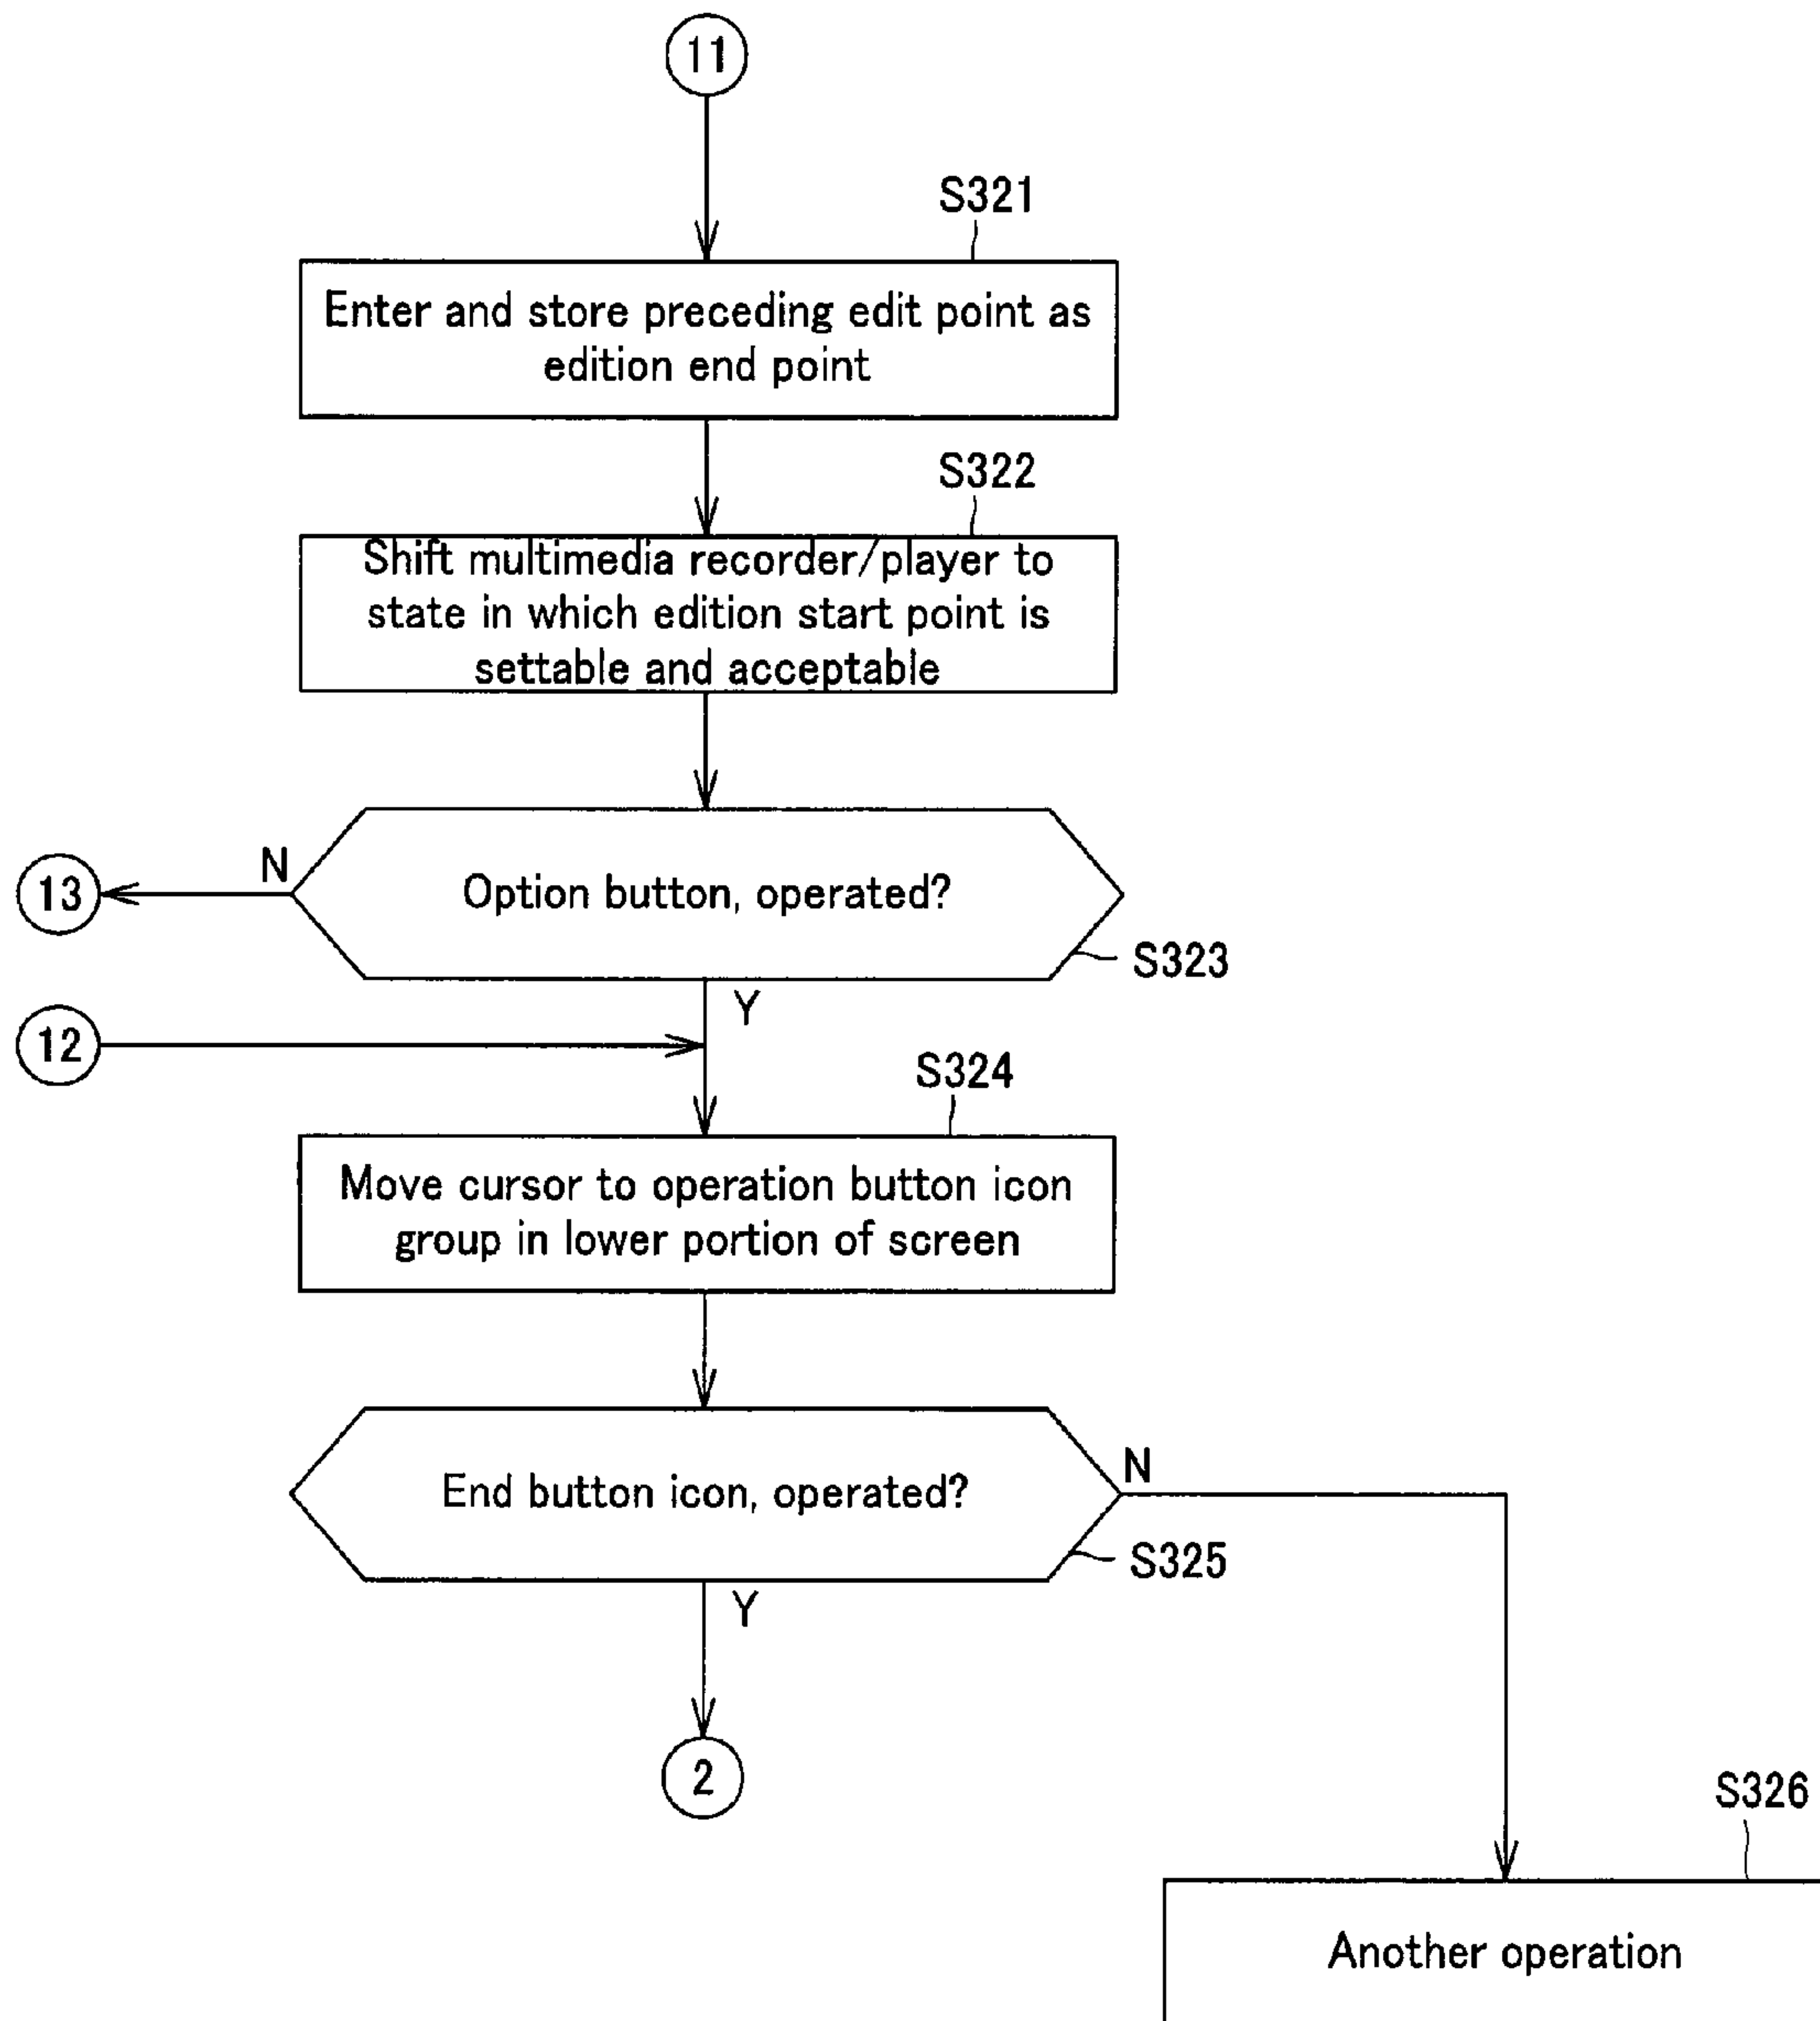 11
S321
Enter and store preceding edit point as
edition end point
S322
Shift multimedia recorder/player to
state in which edition start point is
settable and acceptable
N
13
Option button, operated?
S323
Y
12
S324
Move cursor to operation button icon
group in lower portion of screen
End button icon, operated?
N
S325
Y
2
S326
Another operation